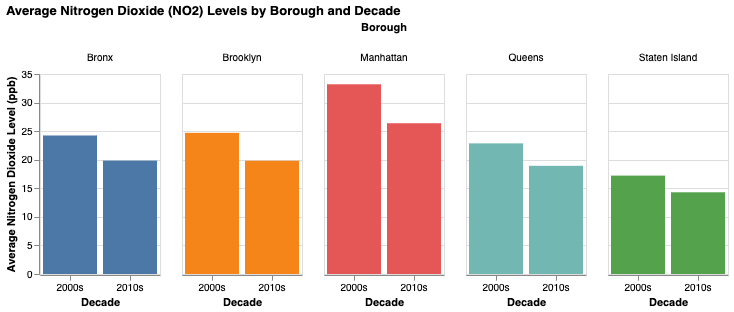 Average Nitrogen Dioxide (NO2) Levels by Borough and Decade
Borough
Bronx
Brooklyn
Manhattan
Queens
Staten Island
Average Nitrogen Dioxide Level (ppb)
35
30
25
20
15
10
5
0
2000s 2010s
2000s 2010s
2000s 2010s
2000s 2010s
2000s 2010s
Decade
Decade
Decade
Decade
Decade